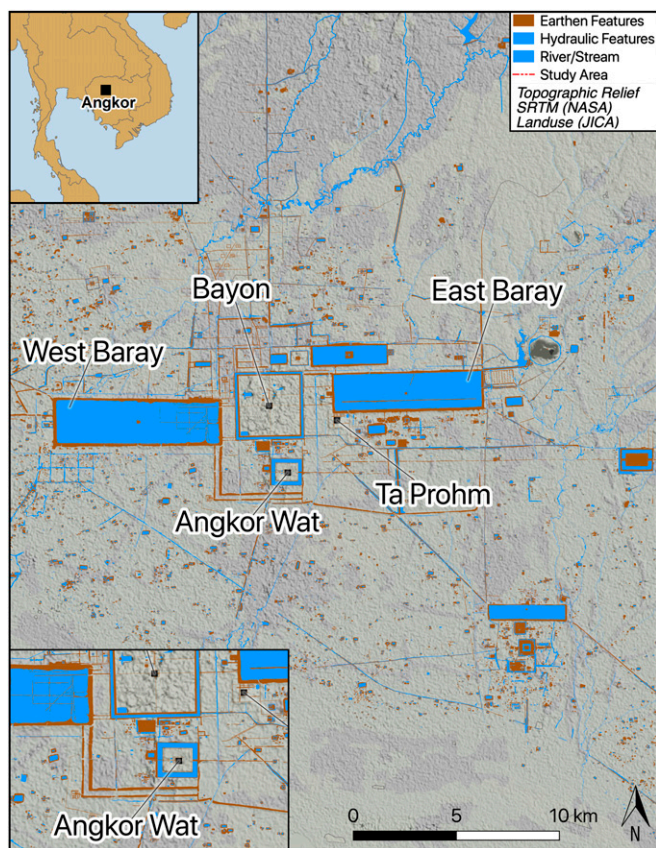 Angkor
Earthen Features
Hydraulic Features
River/Stream
Study Area
Topographic Relief
SRTM (NASA)
Landuse (JICA)
Bayon
East Baray
West Baray
Ta Prohm
Angkor Wat
Angkor Wat
0 5 10 km
N